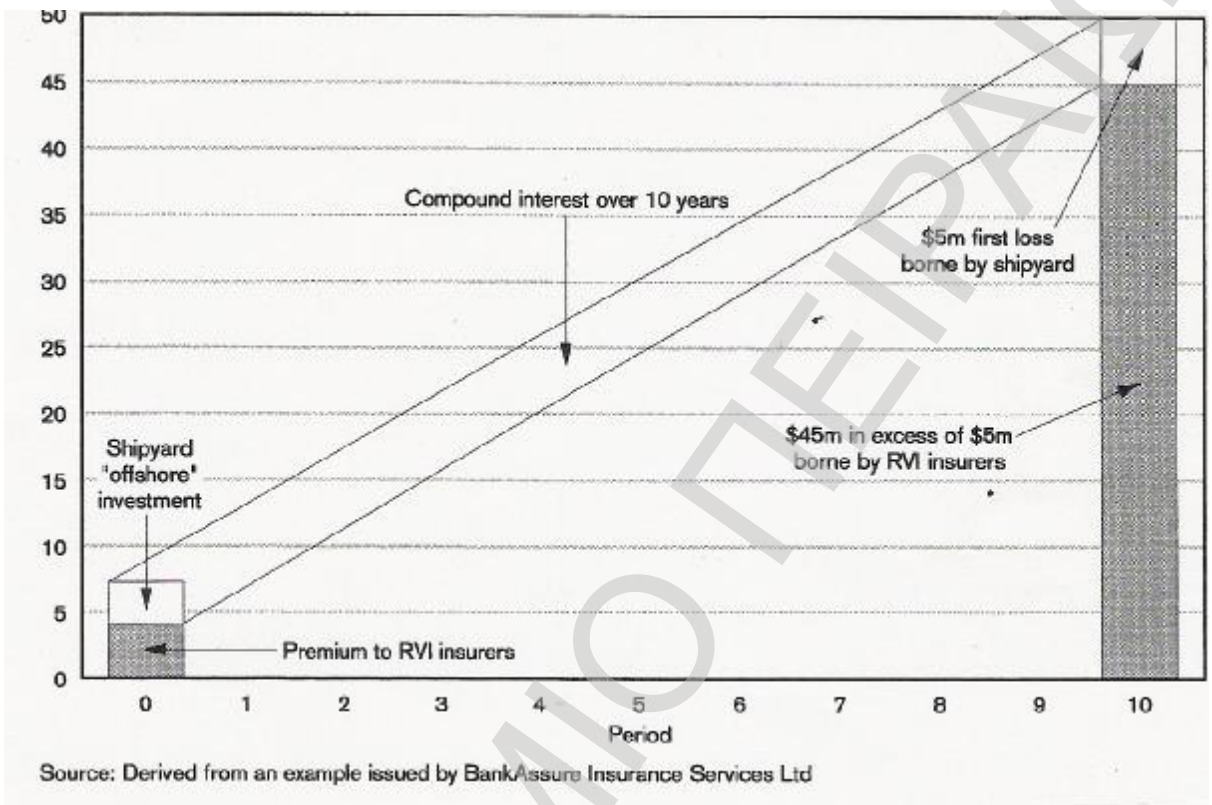 50
45
40
35
30
25
20
15
10
5
0
Compound interest over 10 years
$5m first loss
borne by shipyard
Shipyard
"offshore"
investment
$45m in excess of $5m
borne by RVI insurers
Premium to RVI insurers
0 1 2 3 4 5 6 7 8 9 10
Period
Source: Derived from an example issued by BankAssure Insurance Services Ltd
ΜΙΟ ΠΕΙΡΑΙ